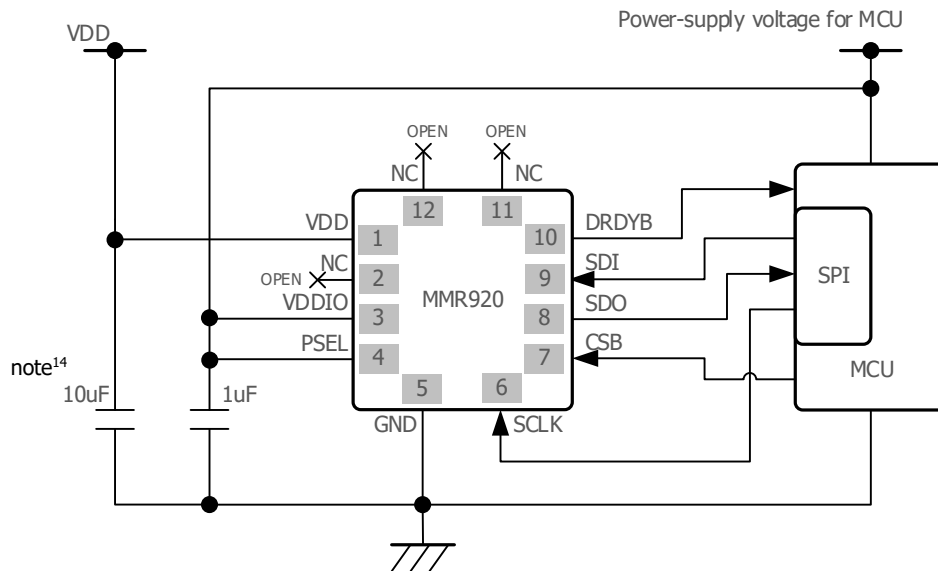 Power-supply voltage for MCU
VDD
OPEN
OPEN
NC
NC
12
11
VDD
1
10
DRDYB
NC
OPEN
2
9
SDI
MMR920
SPI
VDDIO
3
8
SDO
PSEL
4
7
CSB
MCU
note14
10uF
1uF
5
6
GND
SCLK